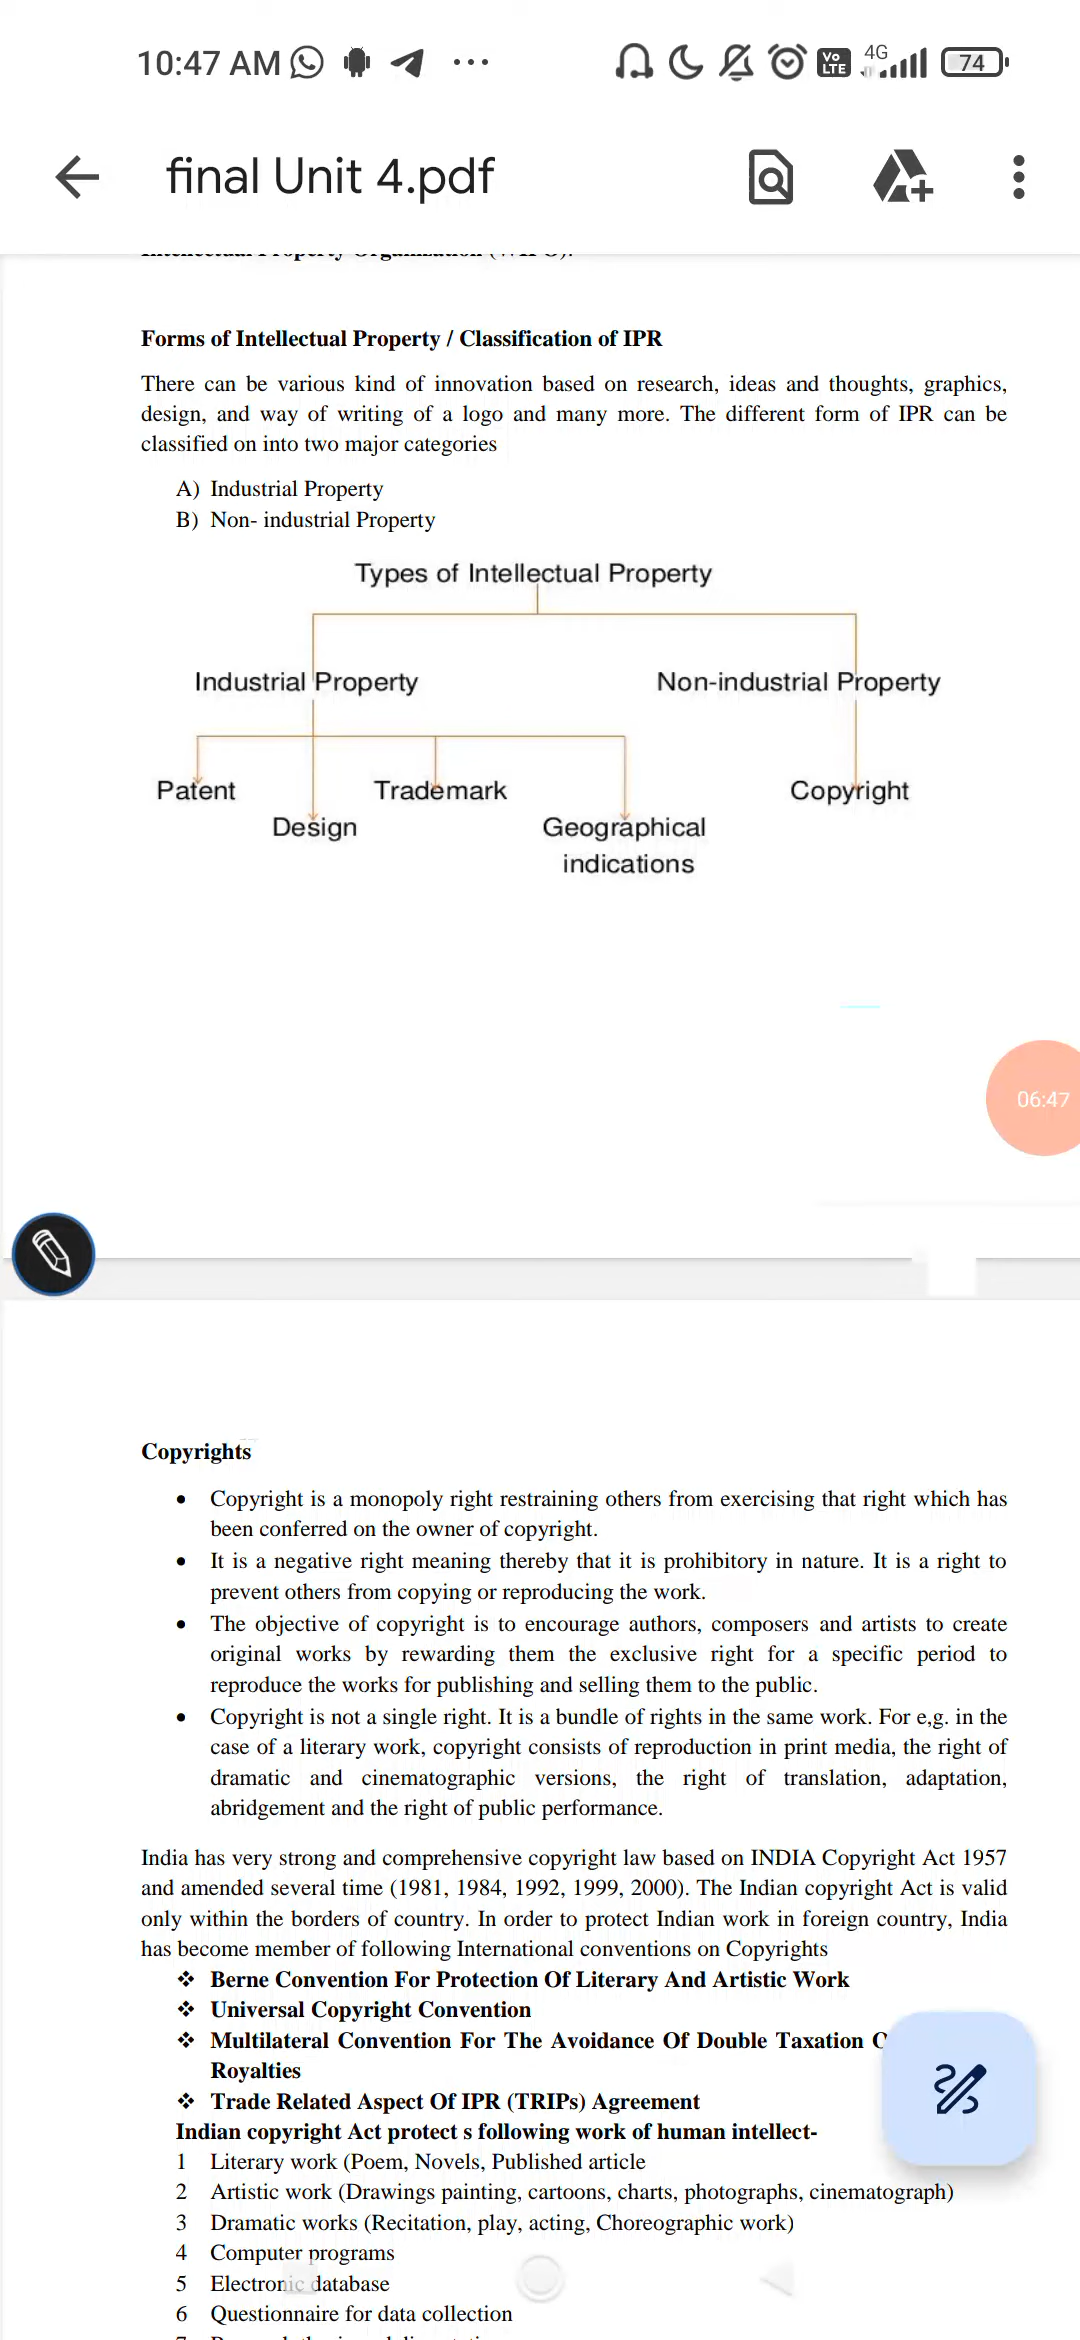 10:47 AM
Vo LTE
4G
74
final Unit 4.pdf
Intellectual Property Organization (WIPO).
Forms of Intellectual Property / Classification of IPR
There can be various kind of innovation based on research, ideas and thoughts, graphics,
design, and way of writing of a logo and many more. The different form of IPR can be
classified on into two major categories
A) Industrial Property
B) Non- industrial Property
Types of Intellectual Property
Industrial Property Non-industrial Property
Patent Trademark Copyright
Design Geographical
indications
06:47
Copyrights
• Copyright is a monopoly right restraining others from exercising that right which has
been conferred on the owner of copyright.
• It is a negative right meaning thereby that it is prohibitory in nature. It is a right to
prevent others from copying or reproducing the work.
• The objective of copyright is to encourage authors, composers and artists to create
original works by rewarding them the exclusive right for a specific period to
reproduce the works for publishing and selling them to the public.
• Copyright is not a single right. It is a bundle of rights in the same work. For e,g. in the
case of a literary work, copyright consists of reproduction in print media, the right of
dramatic and cinematographic versions, the right of translation, adaptation,
abridgement and the right of public performance.
India has very strong and comprehensive copyright law based on INDIA Copyright Act 1957
and amended several time (1981, 1984, 1992, 1999, 2000). The Indian copyright Act is valid
only within the borders of country. In order to protect Indian work in foreign country, India
has become member of following International conventions on Copyrights
❖ Berne Convention For Protection Of Literary And Artistic Work
❖ Universal Copyright Convention
❖ Multilateral Convention For The Avoidance Of Double Taxation
Royalties
❖ Trade Related Aspect Of IPR (TRIPs) Agreement
Indian copyright Act protect s following work of human intellect-
1 Literary work (Poem, Novels, Published article
2 Artistic work (Drawings painting, cartoons, charts, photographs, cinematograph)
3 Dramatic works (Recitation, play, acting, Choreographic work)
4 Computer programs
5 Electronic database
6 Questionnaire for data collection